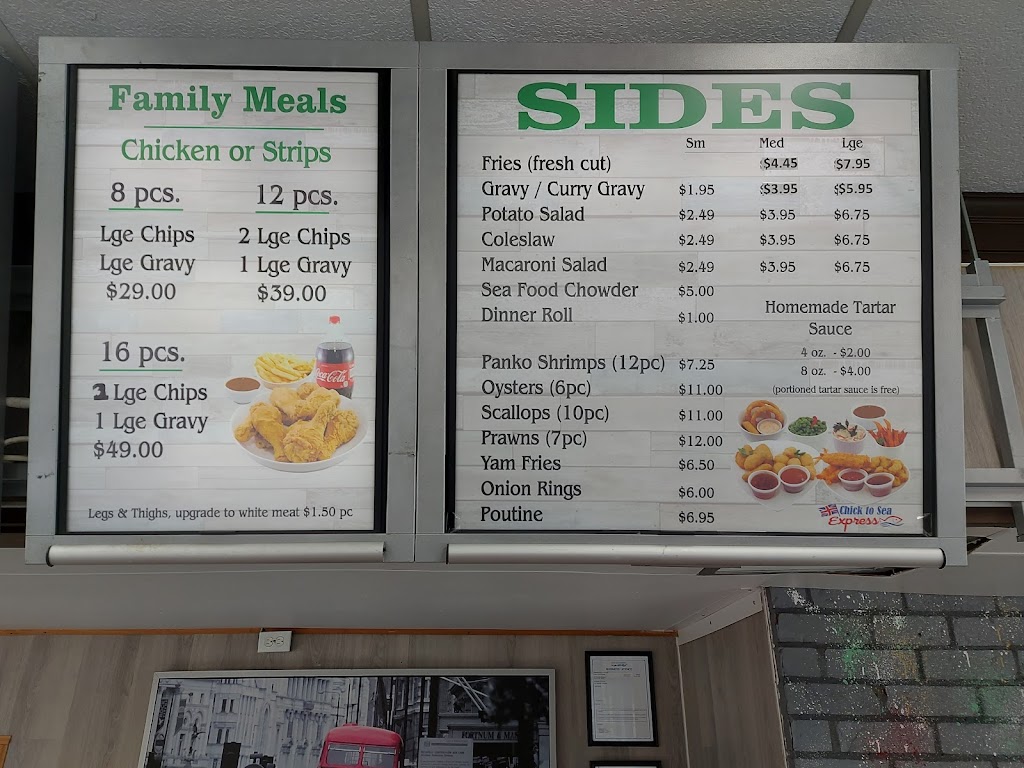 Family Meals
Chicken or Strips
8 pcs.
Lge Chips
Lge Gravy
$29.00
12 pcs.
2 Lge Chips
1 Lge Gravy
$39.00
16 pcs.
Lge Chips
1 Lge Gravy
$49.00
Coca-Cola
Legs & Thighs, upgrade to white meat $1.50 pc
SIDES
Sm Med Lge
Fries (fresh cut) $4.45 $7.95
Gravy / Curry Gravy $1.95 $3.95 $5.95
Potato Salad $2.49 $3.95 $6.75
Coleslaw $2.49 $3.95 $6.75
Macaroni Salad $2.49 $3.95 $6.75
Sea Food Chowder $5.00
Dinner Roll $1.00
Panko Shrimps (12pc) $7.25
Oysters (6pc) $11.00
Scallops (10pc) $11.00
Prawns (7pc) $12.00
Yam Fries $6.50
Onion Rings $6.00
Poutine $6.95
Homemade Tartar
Sauce
4 oz. - $2.00
8 oz. - $4.00
(portioned tartar sauce is free)
Chick to Sea
Express